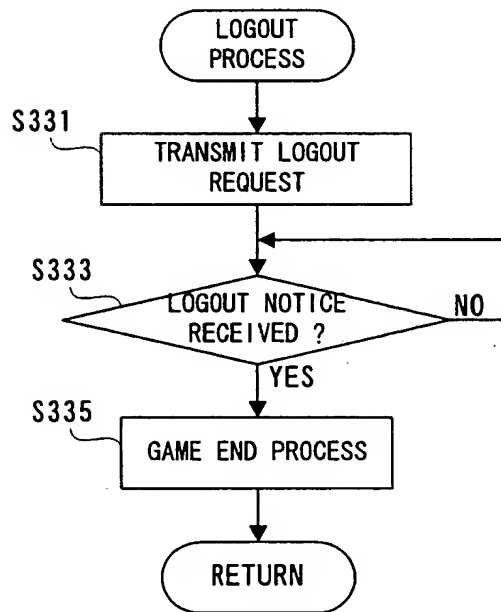 LOGOUT
PROCESS
S331
TRANSMIT LOGOUT
REQUEST
S333
LOGOUT NOTICE
RECEIVED ?
NO
YES
S335
GAME END PROCESS
RETURN